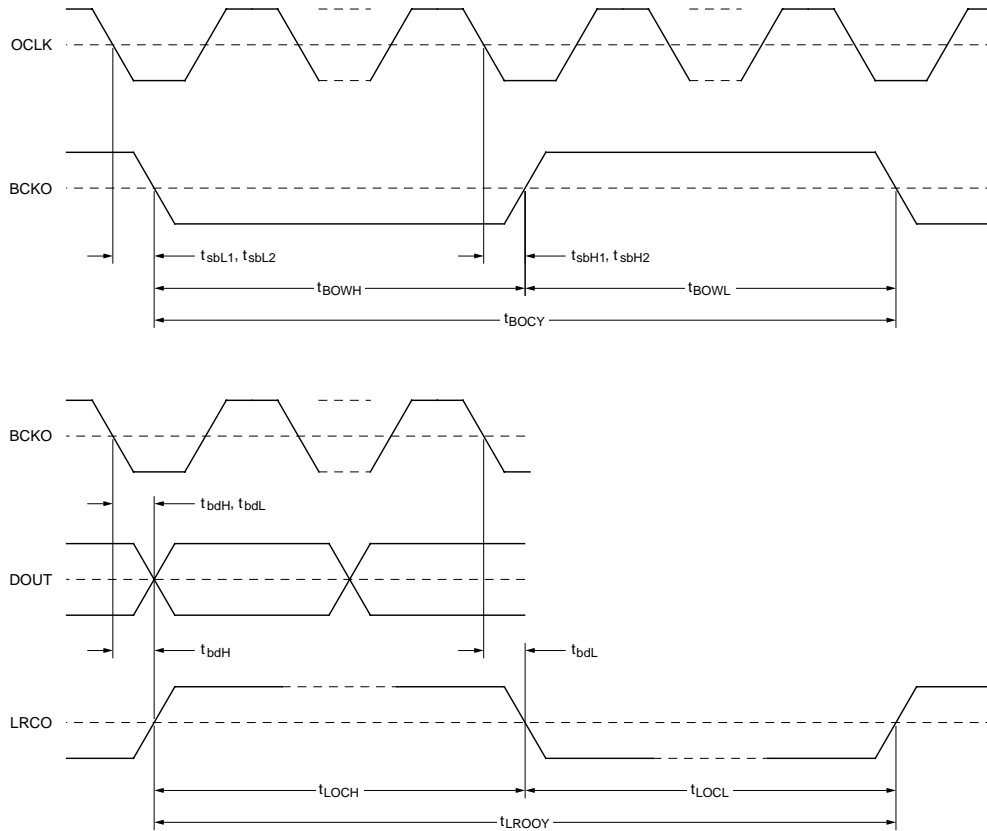 OCLK
BCKO
tsbL1, tsbL2
tsbH1, tsbH2
tBOWH
tBOWL
tBOCY
BCKO
tbdH, tbdL
DOUT
tbdH
tbdL
LRCO
tLOCH
tLOCL
tLROOY